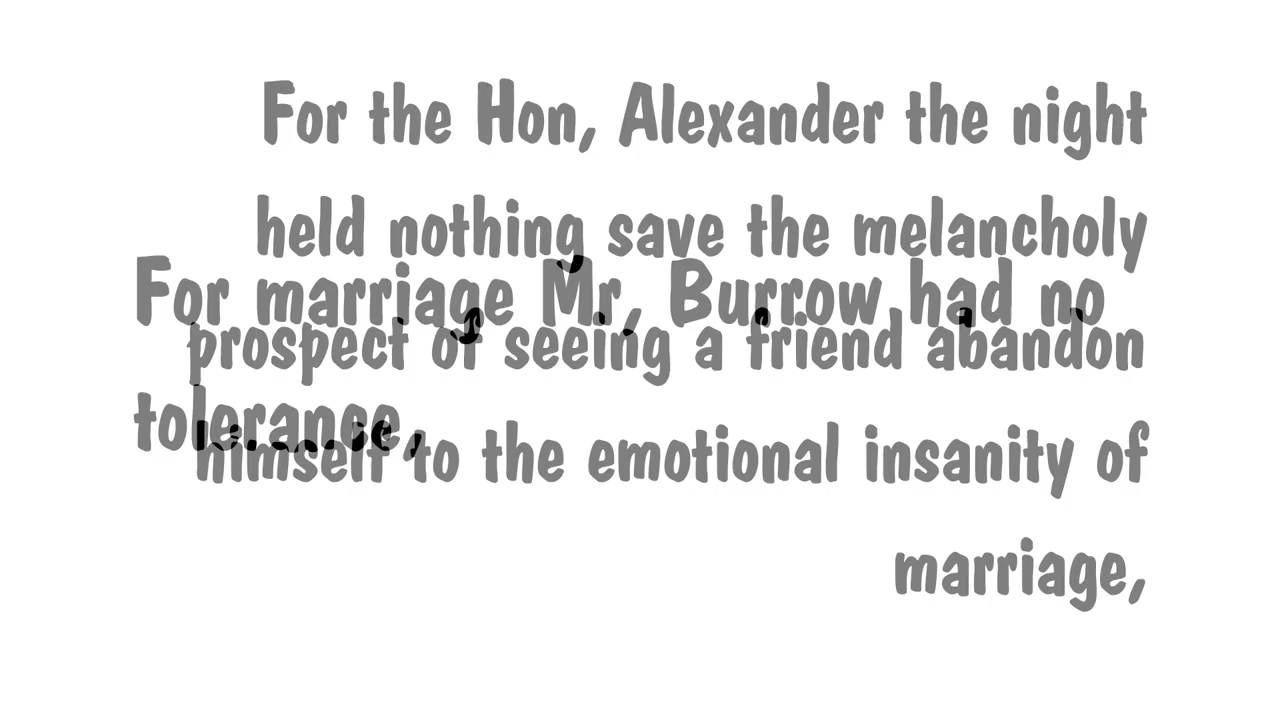 For the Hon, Alexander the night
held nothing save the melancholy
prospect of seeing a friend abandon
himself to the emotional insanity of
marriage,
For marriage Mr, Burrow had no
tolerance,